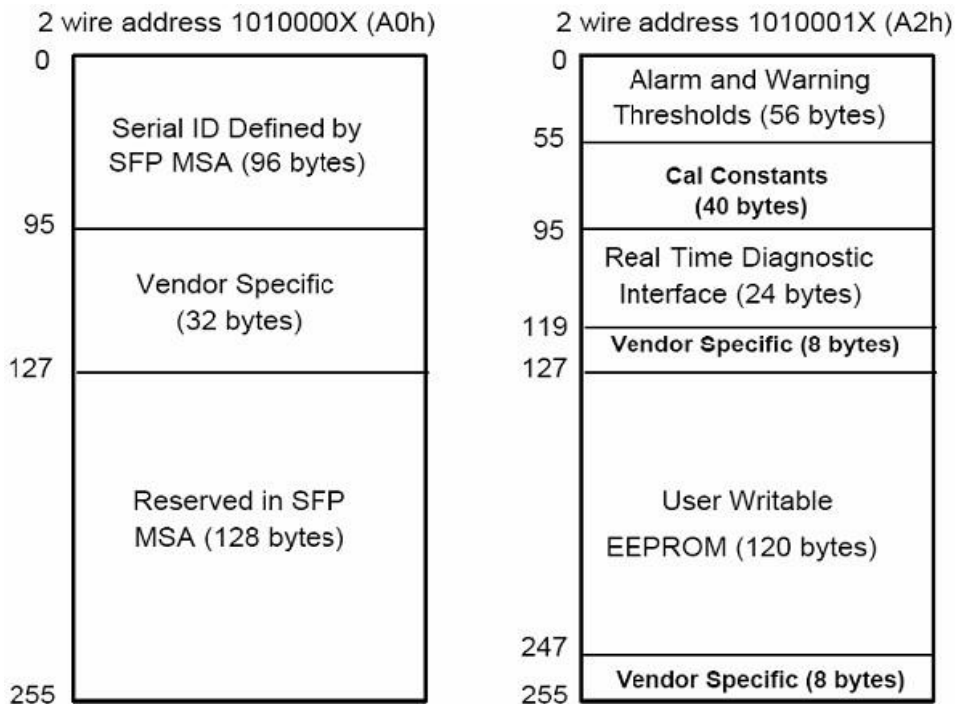 2 wire address 1010000X (A0h)
0
Serial ID Defined by
SFP MSA (96 bytes)
95
Vendor Specific
(32 bytes)
127
Reserved in SFP
MSA (128 bytes)
255
2 wire address 1010001X (A2h)
0
Alarm and Warning
Thresholds (56 bytes)
55
Cal Constants
(40 bytes)
95
Real Time Diagnostic
Interface (24 bytes)
119
Vendor Specific (8 bytes)
127
User Writable
EEPROM (120 bytes)
247
Vendor Specific (8 bytes)
255